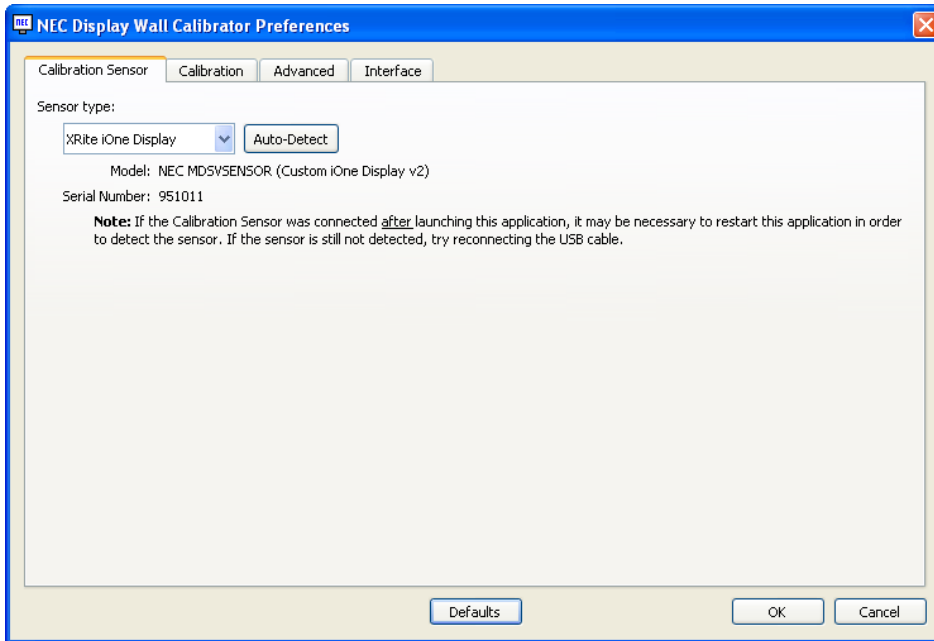 NEC
NEC Display Wall Calibrator Preferences
Calibration Sensor Calibration Advanced Interface
Sensor type:
XRite iOne Display Auto-Detect
Model: NEC MDSVSENSOR (Custom iOne Display v2)
Serial Number: 951011
Note: If the Calibration Sensor was connected after launching this application, it may be necessary to restart this application in order
to detect the sensor. If the sensor is still not detected, try reconnecting the USB cable.
Defaults OK Cancel